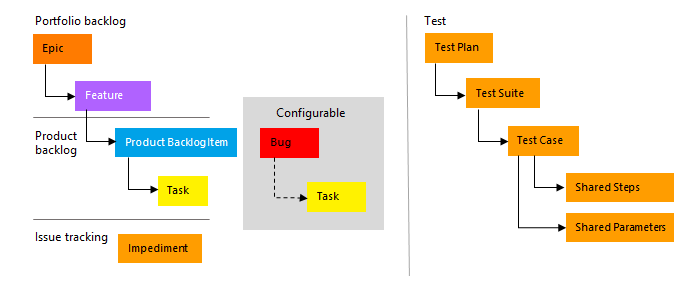 Portfolio backlog
Epic
Feature
Product
backlog
Product Backlog Item
Task
Issue tracking
Impediment
Configurable
Bug
Task
Test
Test Plan
Test Suite
Test Case
Shared Steps
Shared Parameters